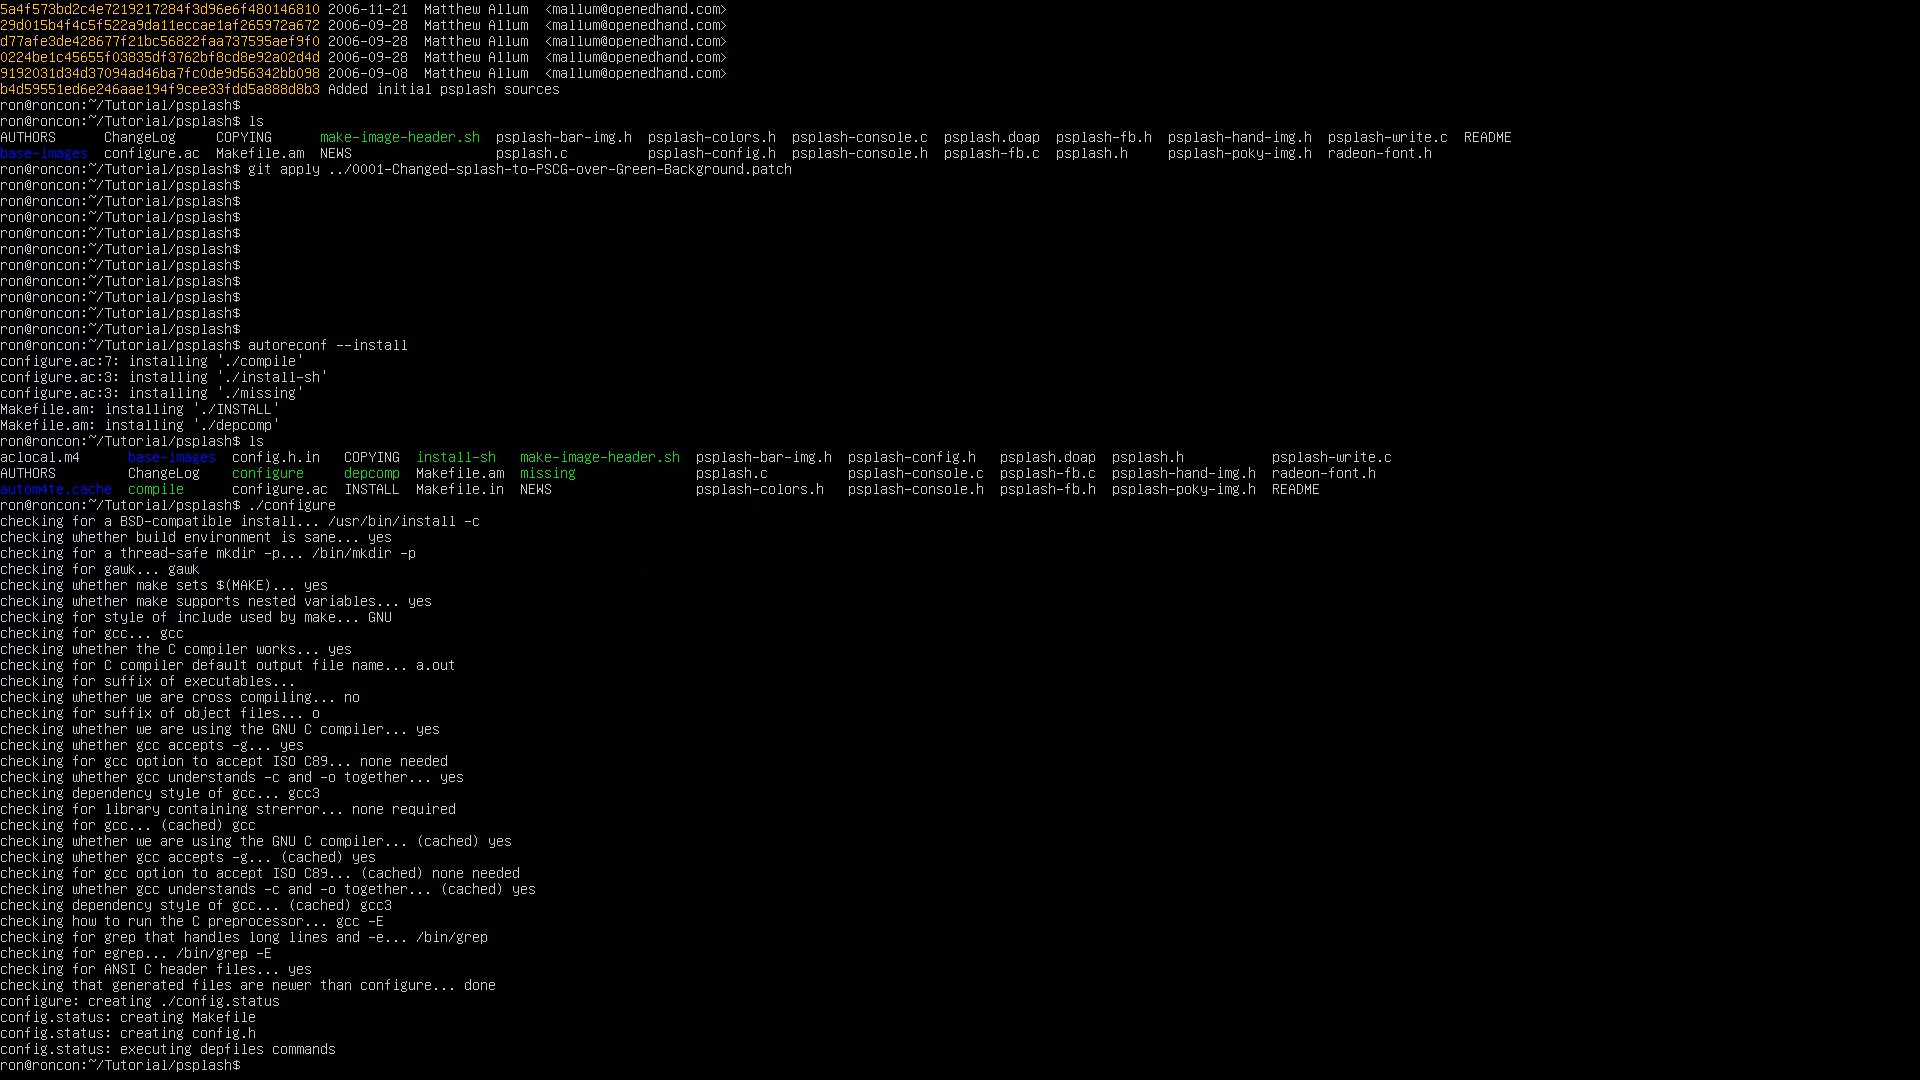 5a4f573bd2c4e7219217284f3d96e6f480146810 2006-11-21  Matthew Allum  <mallum@openedhand.com>
29d015b4f4c5f522a9da11eccae1af265972a672 2006-09-28  Matthew Allum  <mallum@openedhand.com>
d77afe3de428677f21bc56822faa737595aef9f0 2006-09-28  Matthew Allum  <mallum@openedhand.com>
0224be1c45655f03835df3762bf8cd8e92a02d4d 2006-09-28  Matthew Allum  <mallum@openedhand.com>
9192031d34d37094ad46ba7fc0de9d56342bb098 2006-09-08  Matthew Allum  <mallum@openedhand.com>
b4d59551ed6e246aae194f9cee33fdd5a888d8b3 Added initial psplash sources
ron@roncon:~/Tutorial/psplash$
ron@roncon:~/Tutorial/psplash$ ls
AUTHORS      ChangeLog     COPYING      make-image-header.sh  psplash-bar-img.h  psplash-colors.h  psplash-console.c  psplash.doap  psplash-fb.h  psplash-hand-img.h  psplash-write.c  README
base-images  configure.ac  Makefile.am  NEWS                  psplash.c          psplash-config.h  psplash-console.h  psplash-fb.c  psplash.h     psplash-poky-img.h  radeon-font.h
ron@roncon:~/Tutorial/psplash$ git apply ../0001-Changed-splash-to-PSCG-over-Green-Background.patch
ron@roncon:~/Tutorial/psplash$
ron@roncon:~/Tutorial/psplash$
ron@roncon:~/Tutorial/psplash$
ron@roncon:~/Tutorial/psplash$
ron@roncon:~/Tutorial/psplash$
ron@roncon:~/Tutorial/psplash$
ron@roncon:~/Tutorial/psplash$
ron@roncon:~/Tutorial/psplash$
ron@roncon:~/Tutorial/psplash$
ron@roncon:~/Tutorial/psplash$
ron@roncon:~/Tutorial/psplash$ autoreconf --install
configure.ac:7: installing './compile'
configure.ac:3: installing './install-sh'
configure.ac:3: installing './missing'
Makefile.am: installing './INSTALL'
Makefile.am: installing './depcomp'
ron@roncon:~/Tutorial/psplash$ ls
aclocal.m4      base-images  config.h.in   COPYING  install-sh   make-image-header.sh  psplash-bar-img.h  psplash-config.h   psplash.doap  psplash.h           psplash-write.c
AUTHORS         ChangeLog    configure     depcomp  Makefile.am  missing               psplash.c          psplash-console.c  psplash-fb.c  psplash-hand-img.h  radeon-font.h
autom4te.cache  compile      configure.ac  INSTALL  Makefile.in  NEWS                  psplash-colors.h   psplash-console.h  psplash-fb.h  psplash-poky-img.h  README
ron@roncon:~/Tutorial/psplash$ ./configure
checking for a BSD-compatible install... /usr/bin/install -c
checking whether build environment is sane... yes
checking for a thread-safe mkdir -p... /bin/mkdir -p
checking for gawk... gawk
checking whether make sets $(MAKE)... yes
checking whether make supports nested variables... yes
checking for style of include used by make... GNU
checking for gcc... gcc
checking whether the C compiler works... yes
checking for C compiler default output file name... a.out
checking for suffix of executables...
checking whether we are cross compiling... no
checking for suffix of object files... o
checking whether we are using the GNU C compiler... yes
checking whether gcc accepts -g... yes
checking for gcc option to accept ISO C89... none needed
checking whether gcc understands -c and -o together... yes
checking dependency style of gcc... gcc3
checking for library containing strerror... none required
checking for gcc... (cached) gcc
checking whether we are using the GNU C compiler... (cached) yes
checking whether gcc accepts -g... (cached) yes
checking for gcc option to accept ISO C89... (cached) none needed
checking whether gcc understands -c and -o together... (cached) yes
checking dependency style of gcc... (cached) gcc3
checking how to run the C preprocessor... gcc -E
checking for grep that handles long lines and -e... /bin/grep
checking for egrep... /bin/grep -E
checking for ANSI C header files... yes
checking that generated files are newer than configure... done
configure: creating ./config.status
config.status: creating Makefile
config.status: creating config.h
config.status: executing depfiles commands
ron@roncon:~/Tutorial/psplash$